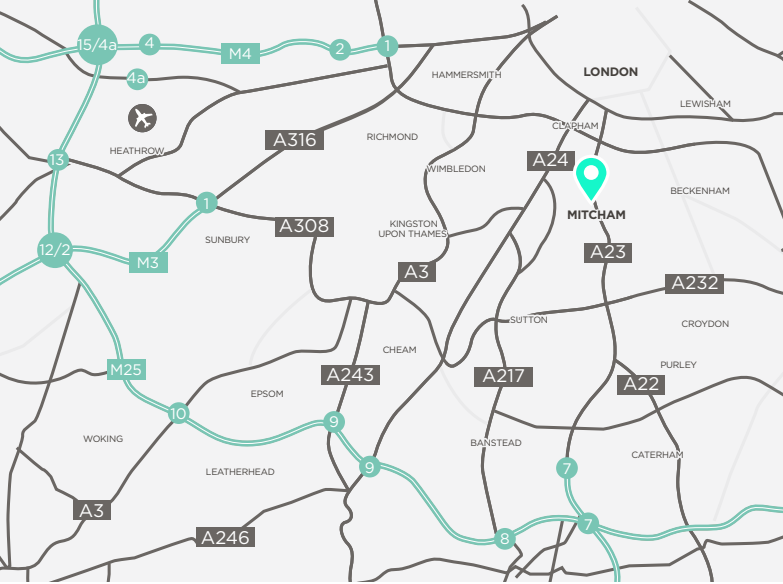 15/4a
4
M4
2
1
4a
HAMMERSMITH
LONDON
LEWISHAM
HEATHROW
A316
RICHMOND
CLAPHAM
A24
13
WIMBLEDON
BECKENHAM
1
MITCHAM
A308
KINGSTON
UPON THAMES
SUNBURY
12/2
M3
A3
A23
A232
SUTTON
CROYDON
CHEAM
M25
A243
A217
PURLEY
A22
EPSOM
10
9
WOKING
BANSTEAD
CATERHAM
LEATHERHEAD
9
7
A3
7
A246
8